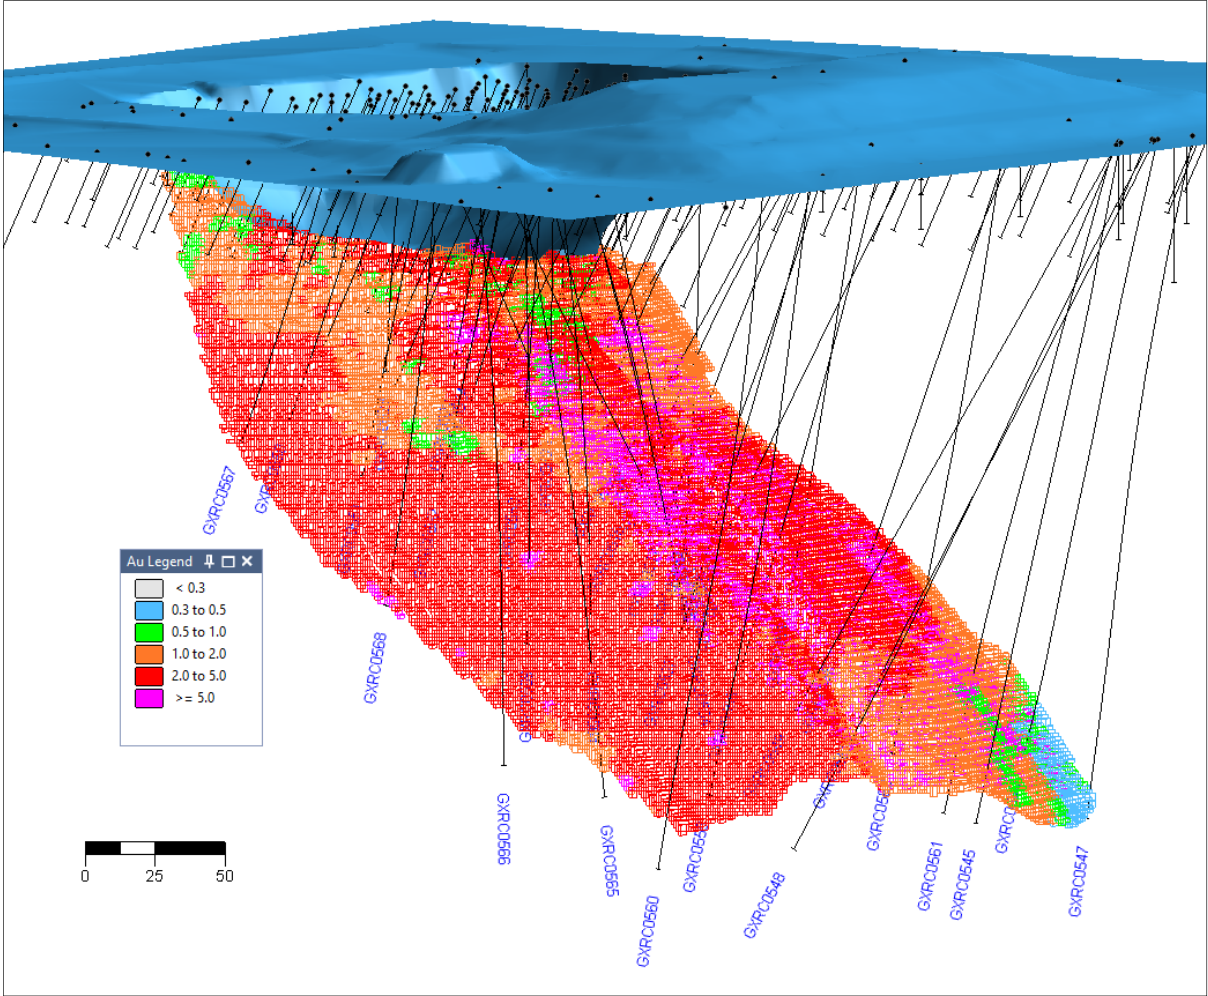 GXRC0567
Au Legend
< 0.3
0.3 to 0.5
0.5 to 1.0
1.0 to 2.0
2.0 to 5.0
>= 5.0
GXRC0568
GXRC0566
GXRC0565
GXRC0560
GXRC0548
GXRC0561
GXRC0545
GXRC0547
0
25
50